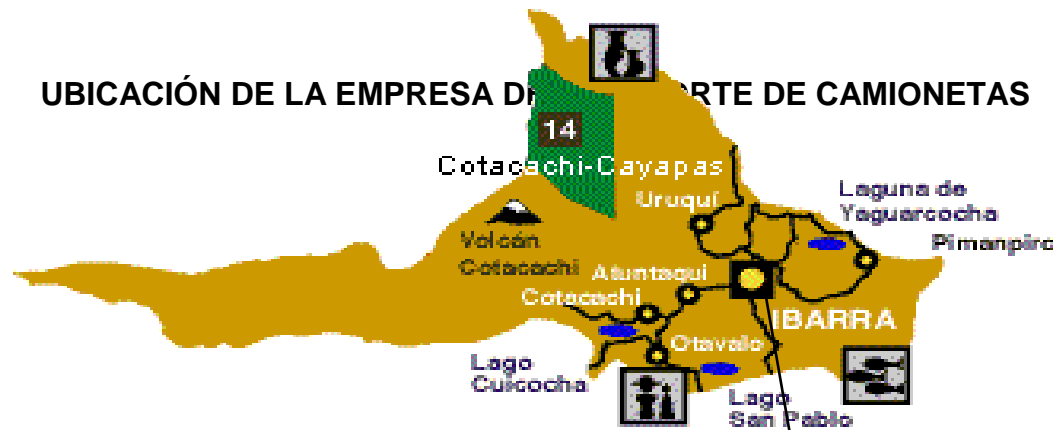 UBICACIÓN DE LA EMPRESA DE RTE DE CAMIONETAS
14
Cotacachi-Cayapas
Uruquí
Laguna de
Yaguarcocha
Pimanpiro
Volcán
Cotacachi
Atuntaqui
Cotacachi
IBARRA
Otavalo
Lago
Cuicocha
Lago
San Pablo